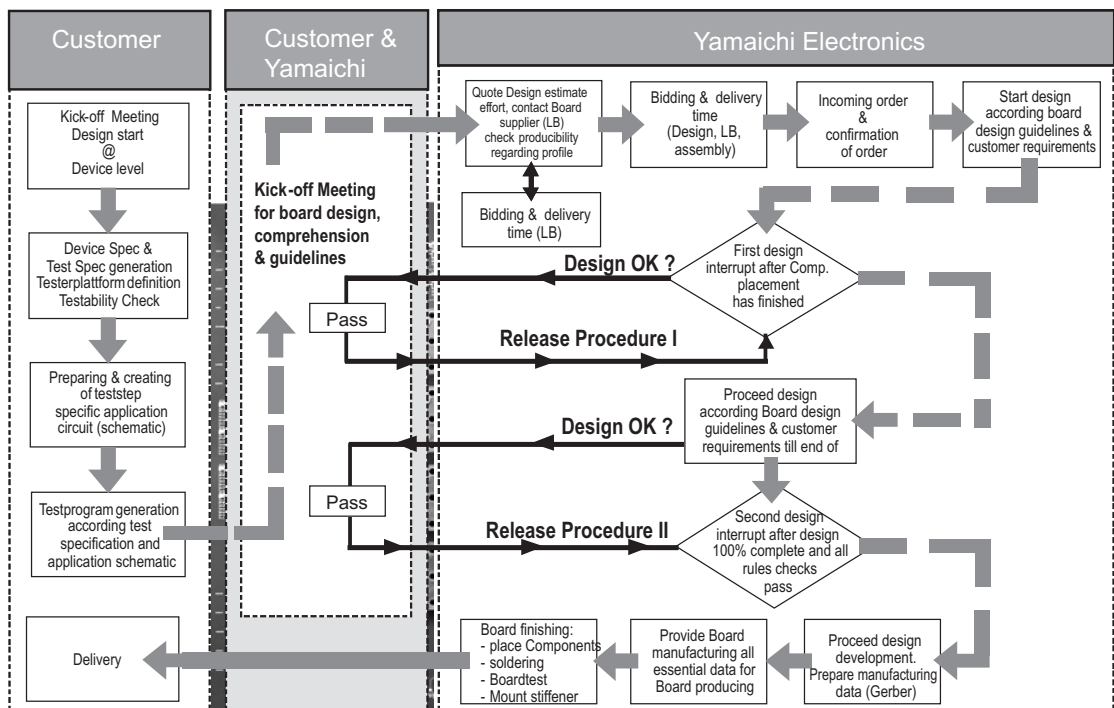 Customer
Customer &
Yamaichi
Yamaichi Electronics
Kick-off Meeting
Design start
@
Device level
Device Spec &
Test Spec generation
Testerplattform definition
Testability Check
Preparing & creating
of teststep
specific application
circuit (schematic)
Testprogram generation
according test
specification and
application schematic
Kick-off Meeting
for board design,
comprehension
& guidelines
Quote Design estimate
effort, contact Board
supplier (LB)
check producibility
regarding profile
Bidding & delivery
time (LB)
Bidding & delivery
time
(Design, LB,
assembly)
Incoming order
&
confirmation
of order
Start design
according board
design guidelines &
customer requirements
First design
interrupt after Comp.
placement
has finished
Design OK ?
Pass
Release Procedure I
Proceed design
according Board design
guidelines & customer
requirements till end of
Design OK ?
Pass
Release Procedure II
Second design
interrupt after design
100% complete and all
rules checks
pass
Proceed design
development.
Prepare manufacturing
data (Gerber)
Provide Board
manufacturing all
essential data for
Board producing
Board finishing:
- place Components
- soldering
- Boardtest
- Mount stiffener
Delivery